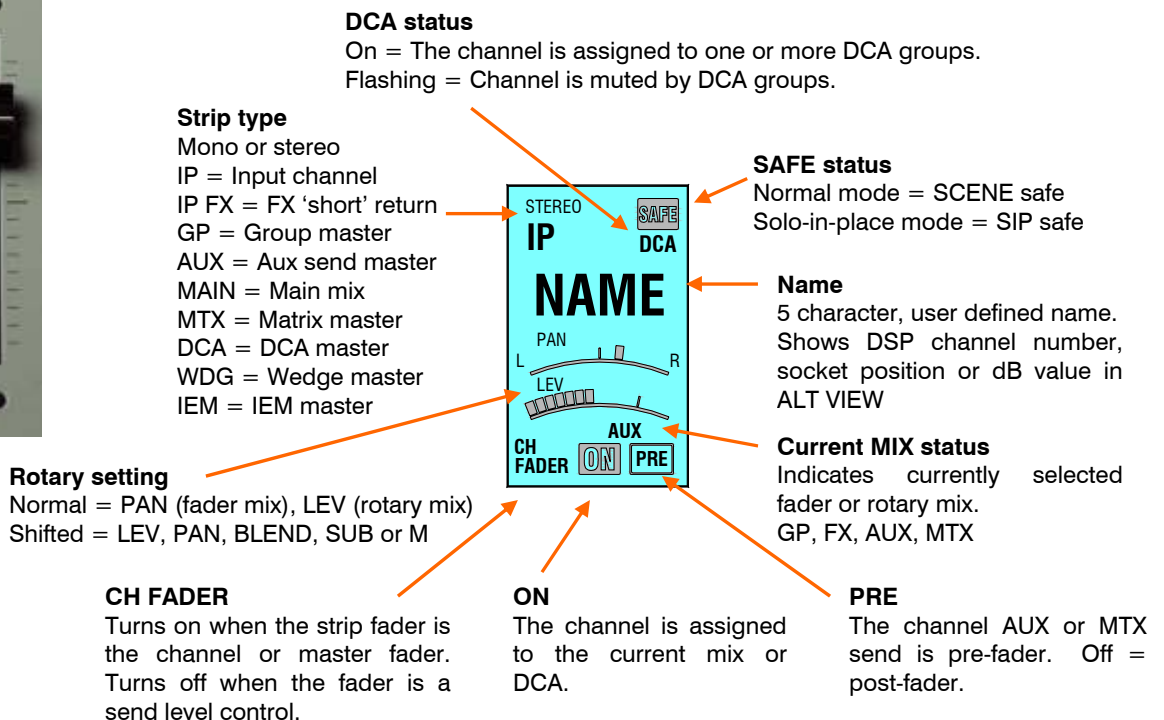 DCA status
On = The channel is assigned to one or more DCA groups.
Flashing = Channel is muted by DCA groups.
Strip type
Mono or stereo
IP = Input channel
IP FX = FX ‘short’ return
GP = Group master
AUX = Aux send master
MAIN = Main mix
MTX = Matrix master
DCA = DCA master
WDG = Wedge master
IEM = IEM master
SAFE status
Normal mode = SCENE safe
Solo-in-place mode = SIP safe
STEREO
SAFE
IP
DCA
NAME
PAN
L
R
LEV
AUX
CH
FADER
ON
PRE
Name
5 character, user defined name.
Shows DSP channel number,
socket position or dB value in
ALT VIEW
Current MIX status
Indicates currently selected
fader or rotary mix.
GP, FX, AUX, MTX
Rotary setting
Normal = PAN (fader mix), LEV (rotary mix)
Shifted = LEV, PAN, BLEND, SUB or M
CH FADER
Turns on when the strip fader is
the channel or master fader.
Turns off when the fader is a
send level control.
ON
The channel is assigned
to the current mix or
DCA.
PRE
The channel AUX or MTX
send is pre-fader. Off =
post-fader.